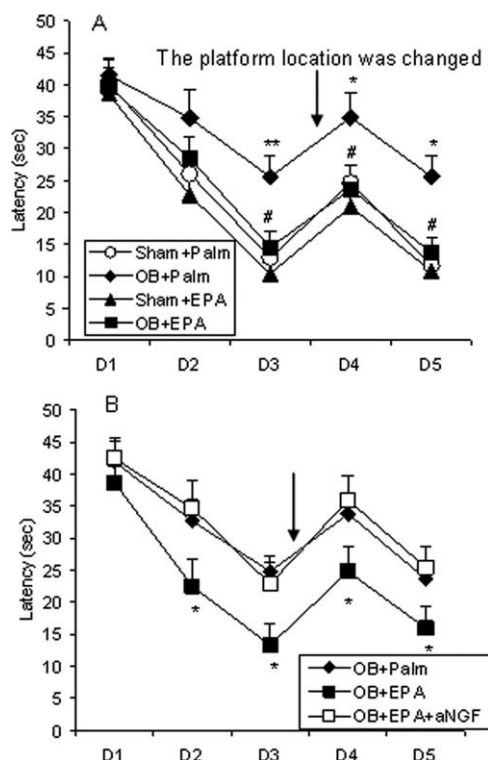 A
The platform location was changed
Latency (sec)
50
45
40
35
30
25
20
15
10
5
0
*
**
*
#
#
#
Sham+Palm
OB+Palm
Sham+EPA
OB+EPA
D1 D2 D3 D4 D5
B
Latency (sec)
50
45
40
35
30
25
20
15
10
5
0
*
*
*
*
OB+Palm
OB+EPA
OB+EPA+aNGF
D1 D2 D3 D4 D5